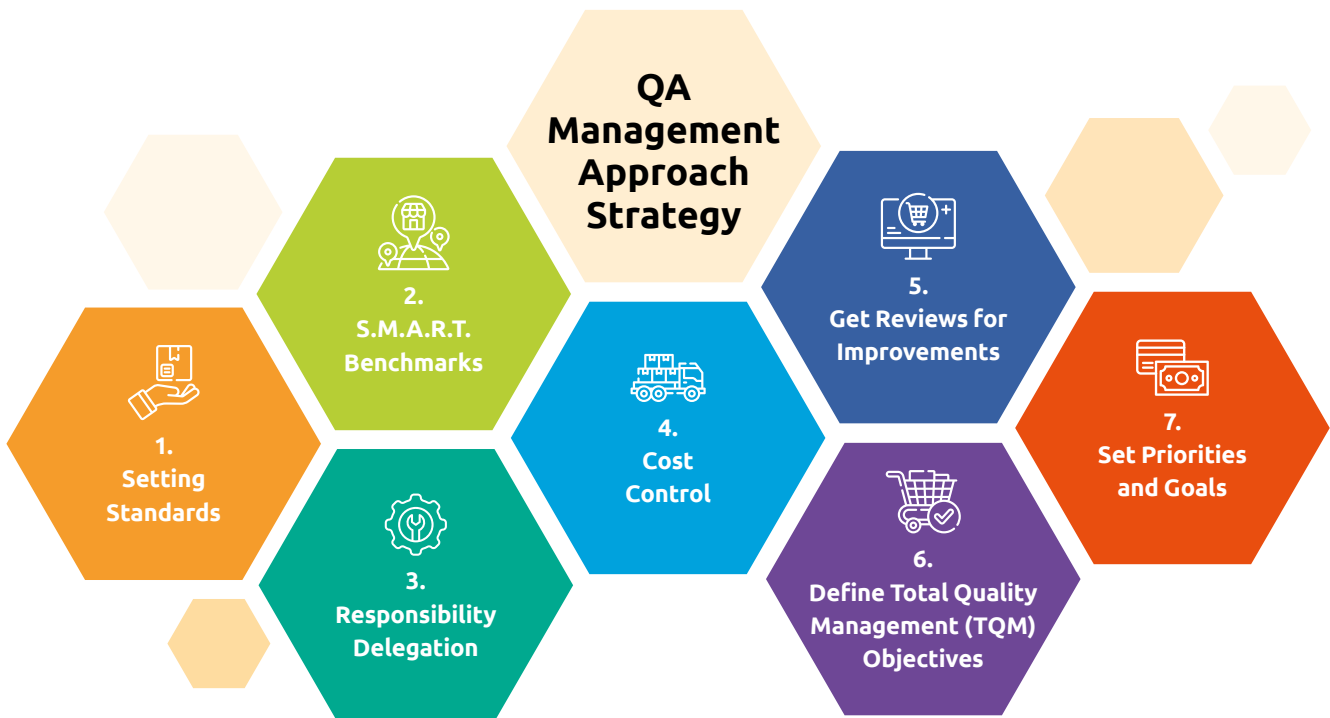 QA
Management
Approach
Strategy
1.
Setting
Standards
2.
S.M.A.R.T.
Benchmarks
3.
Responsibility
Delegation
4.
Cost
Control
5.
Get Reviews for
Improvements
6.
Define Total Quality
Management (TQM)
Objectives
7.
Set Priorities
and Goals